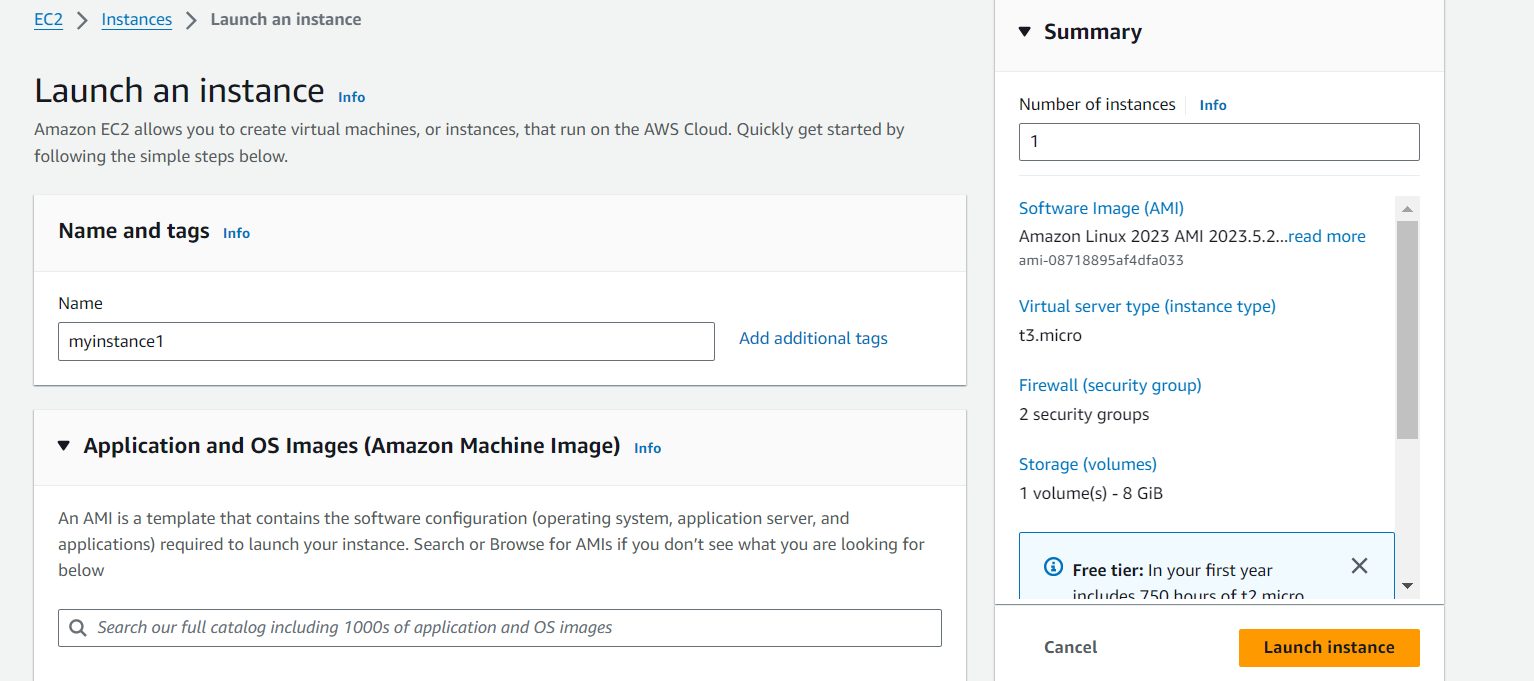 EC2 > Instances > Launch an instance
Launch an instance Info
Amazon EC2 allows you to create virtual machines, or instances, that run on the AWS Cloud. Quickly get started by
following the simple steps below.
Name and tags Info
Name
myinstance1
Add additional tags
Application and OS Images (Amazon Machine Image) Info
An AMI is a template that contains the software configuration (operating system, application server, and
applications) required to launch your instance. Search or Browse for AMIs if you don’t see what you are looking for
below
Search our full catalog including 1000s of application and OS images
Summary
Number of instances Info
1
Software Image (AMI)
Amazon Linux 2023 AMI 2023.5.2...read more
ami-08718895af4dfa033
Virtual server type (instance type)
t3.micro
Firewall (security group)
2 security groups
Storage (volumes)
1 volume(s) - 8 GiB
Free tier: In your first year
includes 750 hours of t2.micro
Cancel
Launch instance